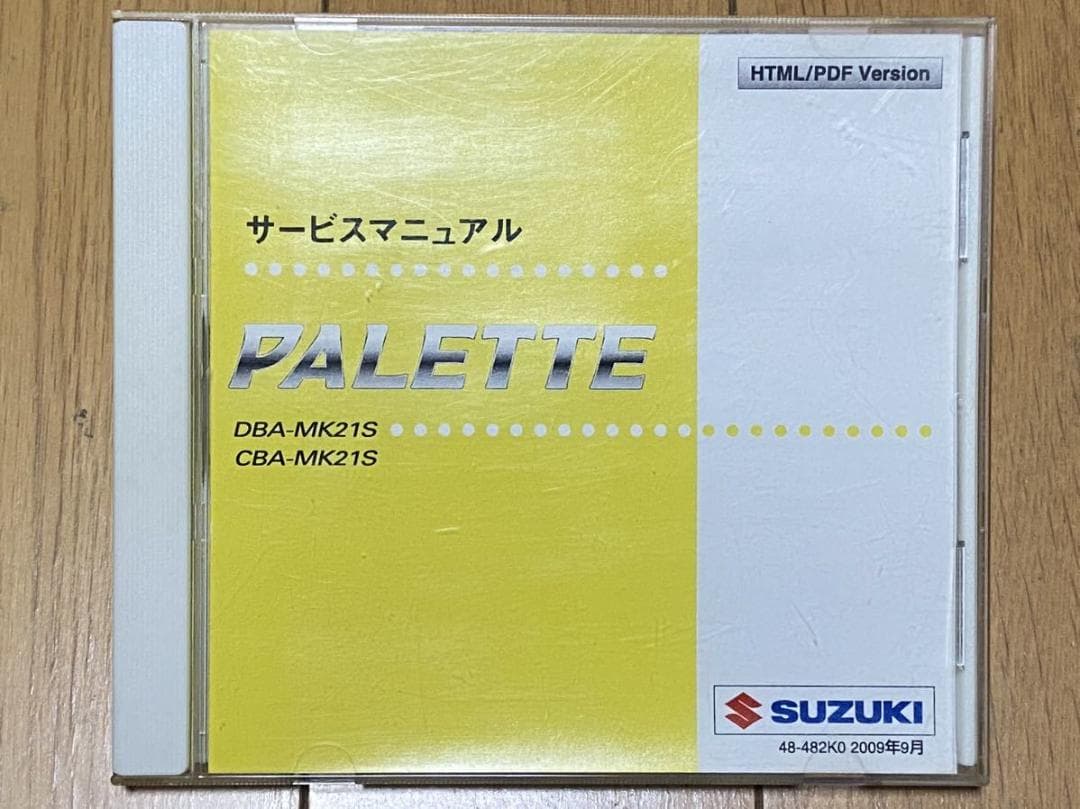 HTML/PDF Version
サービスマニュアル
PALETTE
DBA-MK21S
CBA-MK21S
SUZUKI
48-482K0 2009年9月